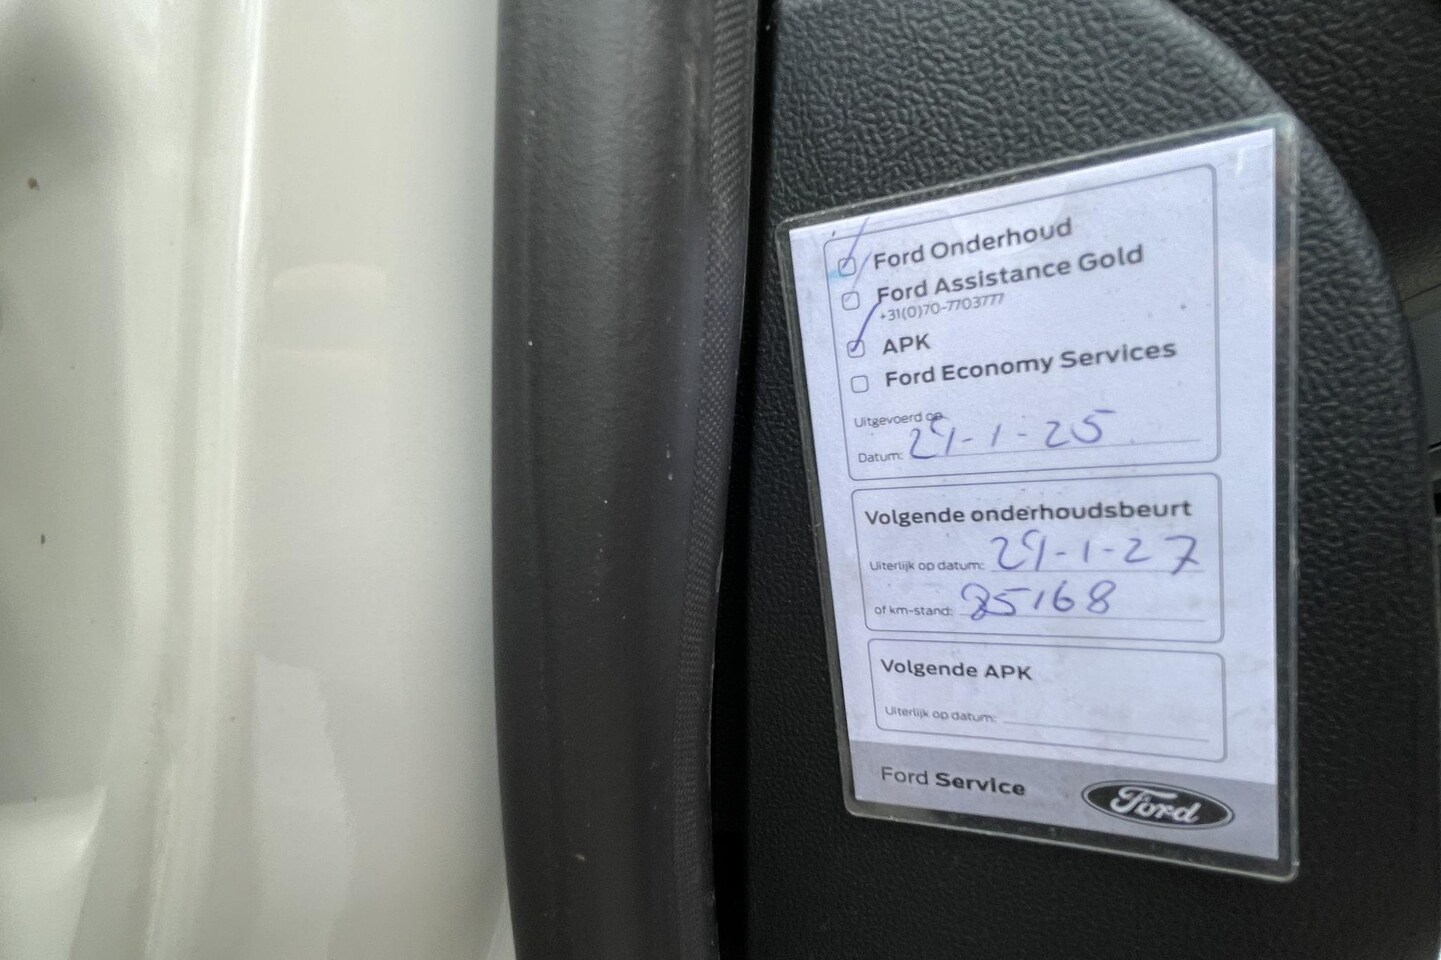 Ford Onderhoud
Ford Assistance Gold
+31(0)70-7703777
APK
Ford Economy Services
Uitgevoerd op
Datum: 29-1-25
Volgende onderhoudsbeurt
Uiterlijk op datum: 29-1-27
of km-stand: 85168
Volgende APK
Uiterlijk op datum:
Ford Service
Ford